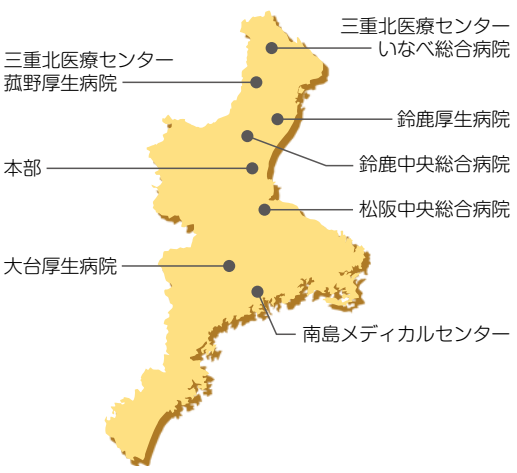 三重北医療センター
いなべ総合病院
三重北医療センター
菰野厚生病院
鈴鹿厚生病院
鈴鹿中央総合病院
本部
松阪中央総合病院
大台厚生病院
南島メディカルセンター